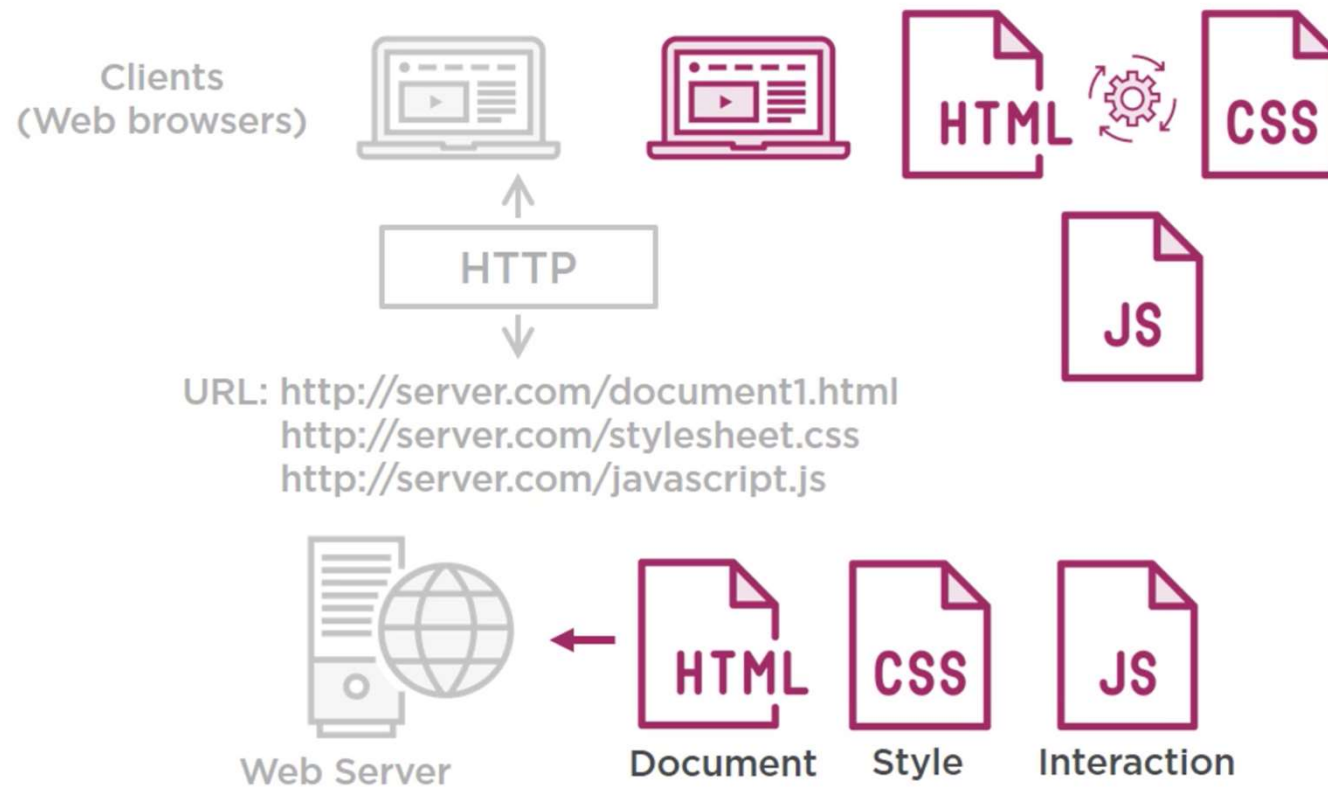 Clients
(Web browsers)
HTML
CSS
JS
HTTP
URL: http://server.com/document1.html
http://server.com/stylesheet.css
http://server.com/javascript.js
HTML
CSS
JS
Web Server
Document
Style
Interaction